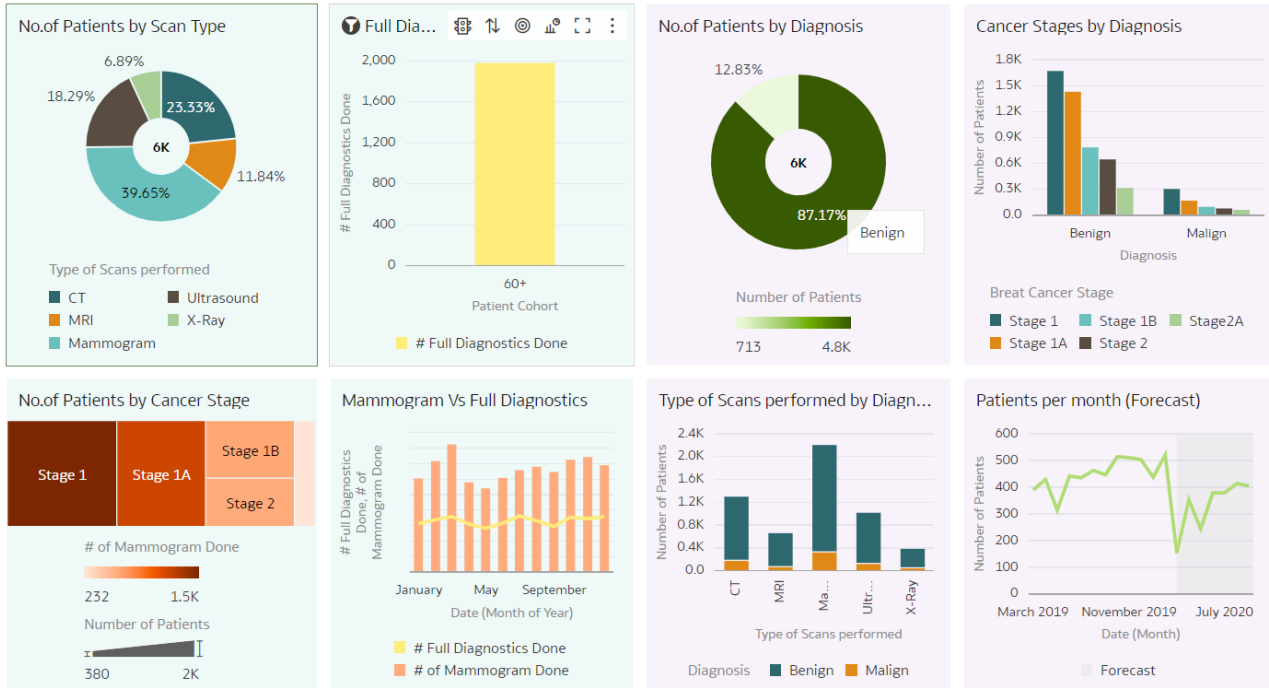 No.of Patients by Scan Type
6.89%
18.29%
23.33%
6K
11.84%
39.65%
Type of Scans performed
CT
Ultrasound
MRI
X-Ray
Mammogram
Full Dia...
# Full Diagnostics Done
2,000
1,600
1,200
800
400
0
60+
Patient Cohort
# Full Diagnostics Done
No.of Patients by Diagnosis
12.83%
6K
87.17%
Benign
Number of Patients
713
4.8K
Cancer Stages by Diagnosis
Number of Patients
1.8K
1.5K
1.2K
0.9K
0.6K
0.3K
0.0
Benign
Malign
Diagnosis
Breat Cancer Stage
Stage 1
Stage 1B
Stage2A
Stage 1A
Stage 2
No.of Patients by Cancer Stage
Stage 1
Stage 1A
Stage 1B
Stage 2
# of Mammogram Done
232
1.5K
Number of Patients
380
2K
Mammogram Vs Full Diagnostics
# Full Diagnostics
Done, # of
Mammogram Done
January
May
September
Date (Month of Year)
# Full Diagnostics Done
# of Mammogram Done
Type of Scans performed by Diagn...
Number of Patients
2.4K
2.0K
1.6K
1.2K
0.8K
0.4K
0.0
CT
MRI
Ma...
Ultr...
X-Ray
Type of Scans performed
Diagnosis
Benign
Malign
Patients per month (Forecast)
Number of Patients
600
500
400
300
200
100
0
March 2019
November 2019
July 2020
Date (Month)
Forecast